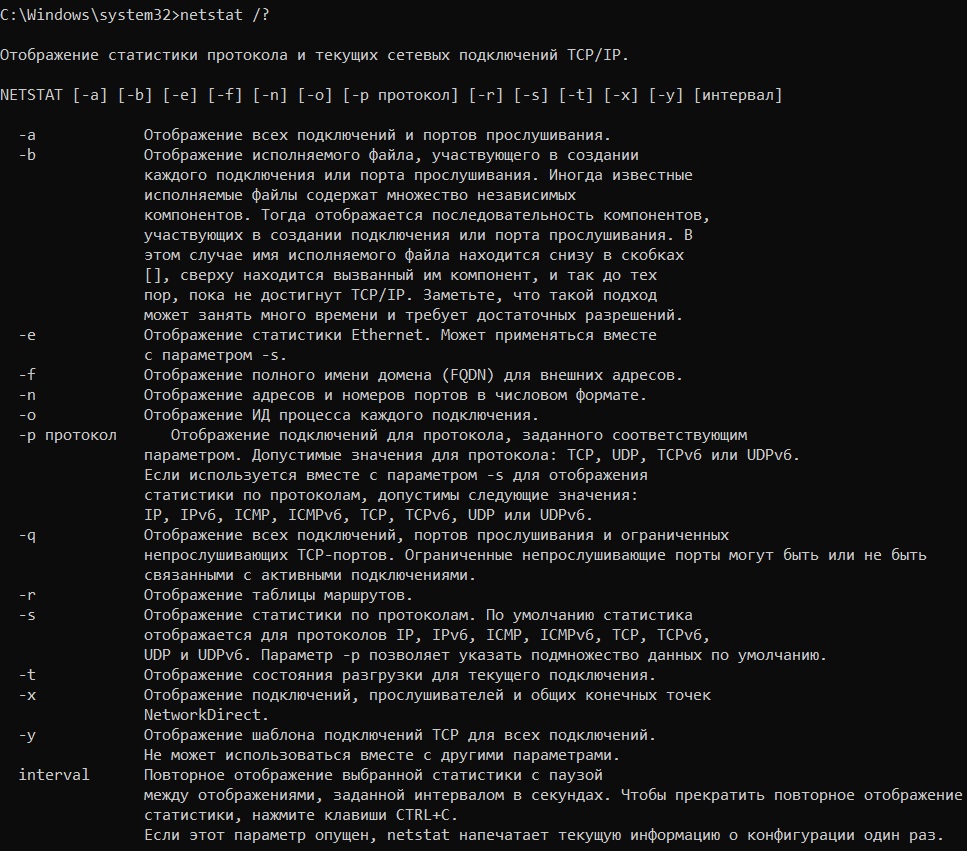 C:\Windows\system32>netstat /?
Отображение статистики протокола и текущих сетевых подключений TCP/IP.
NETSTAT [-a] [-b] [-e] [-f] [-n] [-o] [-p протокол] [-r] [-s] [-t] [-x] [-y] [интервал]
-a Отображение всех подключений и портов прослушивания.
-b Отображение исполняемого файла, участвующего в создании
каждого подключения или порта прослушивания. Иногда известные
исполняемые файлы содержат множество независимых
компонентов. Тогда отображается последовательность компонентов,
участвующих в создании подключения или порта прослушивания. В
этом случае имя исполняемого файла находится снизу в скобках
[], сверху находится вызванный им компонент, и так до тех
пор, пока не достигнут TCP/IP. Заметьте, что такой подход
может занять много времени и требует достаточных разрешений.
-e Отображение статистики Ethernet. Может применяться вместе
с параметром -s.
-f Отображение полного имени домена (FQDN) для внешних адресов.
-n Отображение адресов и номеров портов в числовом формате.
-o Отображение ИД процесса каждого подключения.
-p протокол Отображение подключений для протокола, заданного соответствующим
параметром. Допустимые значения для протокола: TCP, UDP, TCPv6 или UDPv6.
Если используется вместе с параметром -s для отображения
статистики по протоколам, допустимы следующие значения:
IP, IPv6, ICMP, ICMPv6, TCP, TCPv6, UDP или UDPv6.
-q Отображение всех подключений, портов прослушивания и ограниченных
непрослушивающих TCP-портов. Ограниченные непрослушивающие порты могут быть или не быть
связанными с активными подключениями.
-r Отображение таблицы маршрутов.
-s Отображение статистики по протоколам. По умолчанию статистика
отображается для протоколов IP, IPv6, ICMP, ICMPv6, TCP, TCPv6,
UDP и UDPv6. Параметр -p позволяет указать подмножество данных по умолчанию.
-t Отображение состояния разгрузки для текущего подключения.
-x Отображение подключений, прослушивателей и общих конечных точек
NetworkDirect.
-y Отображение шаблона подключений TCP для всех подключений.
Не может использоваться вместе с другими параметрами.
interval Повторное отображение выбранной статистики с паузой
между отображениями, заданной интервалом в секундах. Чтобы прекратить повторное отображение
статистики, нажмите клавиши CTRL+C.
Если этот параметр опущен, netstat напечатает текущую информацию о конфигурации один раз.